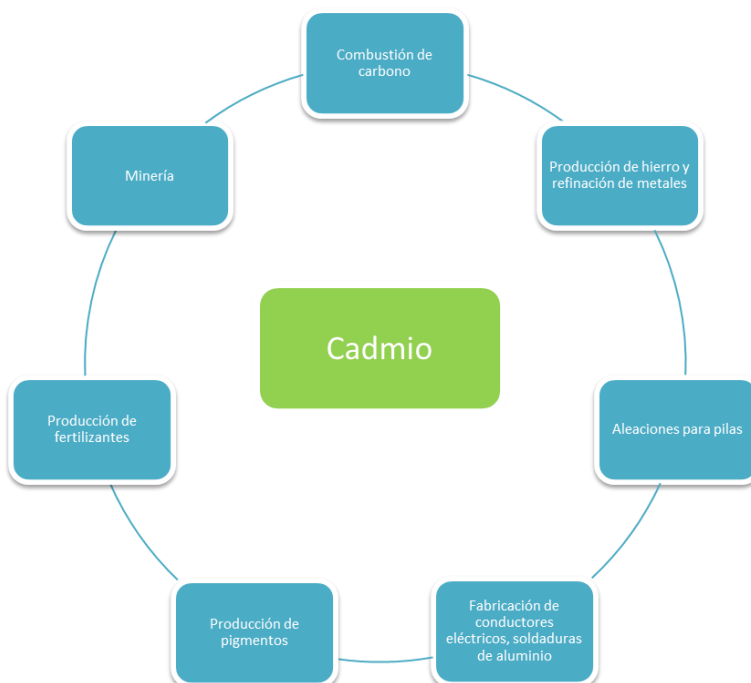 Combustión de
carbono
Producción de hierro y
refinación de metales
Aleaciones para pilas
Fabricación de
conductores
eléctricos, soldaduras
de aluminio
Producción de
pigmentos
Producción de
fertilizantes
Minería
Cadmio